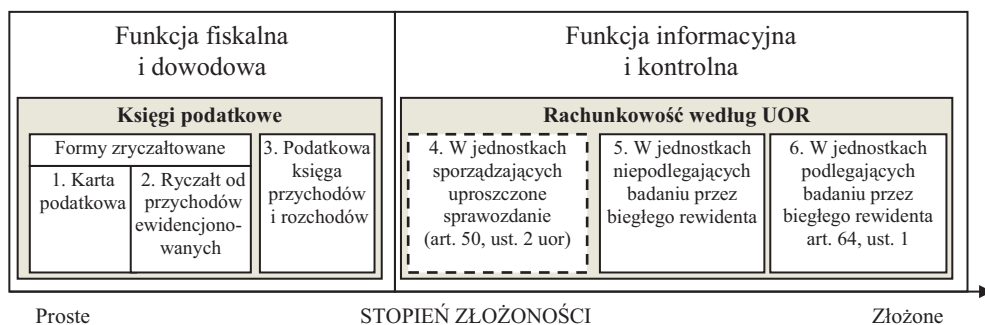 Funkcja fiskalna
i dowodowa
Funkcja informacyjna
i kontrolna
Księgi podatkowe
Formy zryczałtowane
1. Karta
podatkowa
2. Ryczałt od
przychodów
ewidencjono-
wanych
3. Podatkowa
księga
przychodów
i rozchodów
Rachunkowość według UOR
4. W jednostkach
sporządzających
uproszczone
sprawozdanie
(art. 50, ust. 2 uor)
5. W jednostkach
niepodlegających
badaniu przez
biegłego rewidenta
6. W jednostkach
podlegających
badaniu przez
biegłego rewidenta
art. 64, ust. 1
Proste
STOPIEŃ ZŁOŻONOŚCI
Złożone